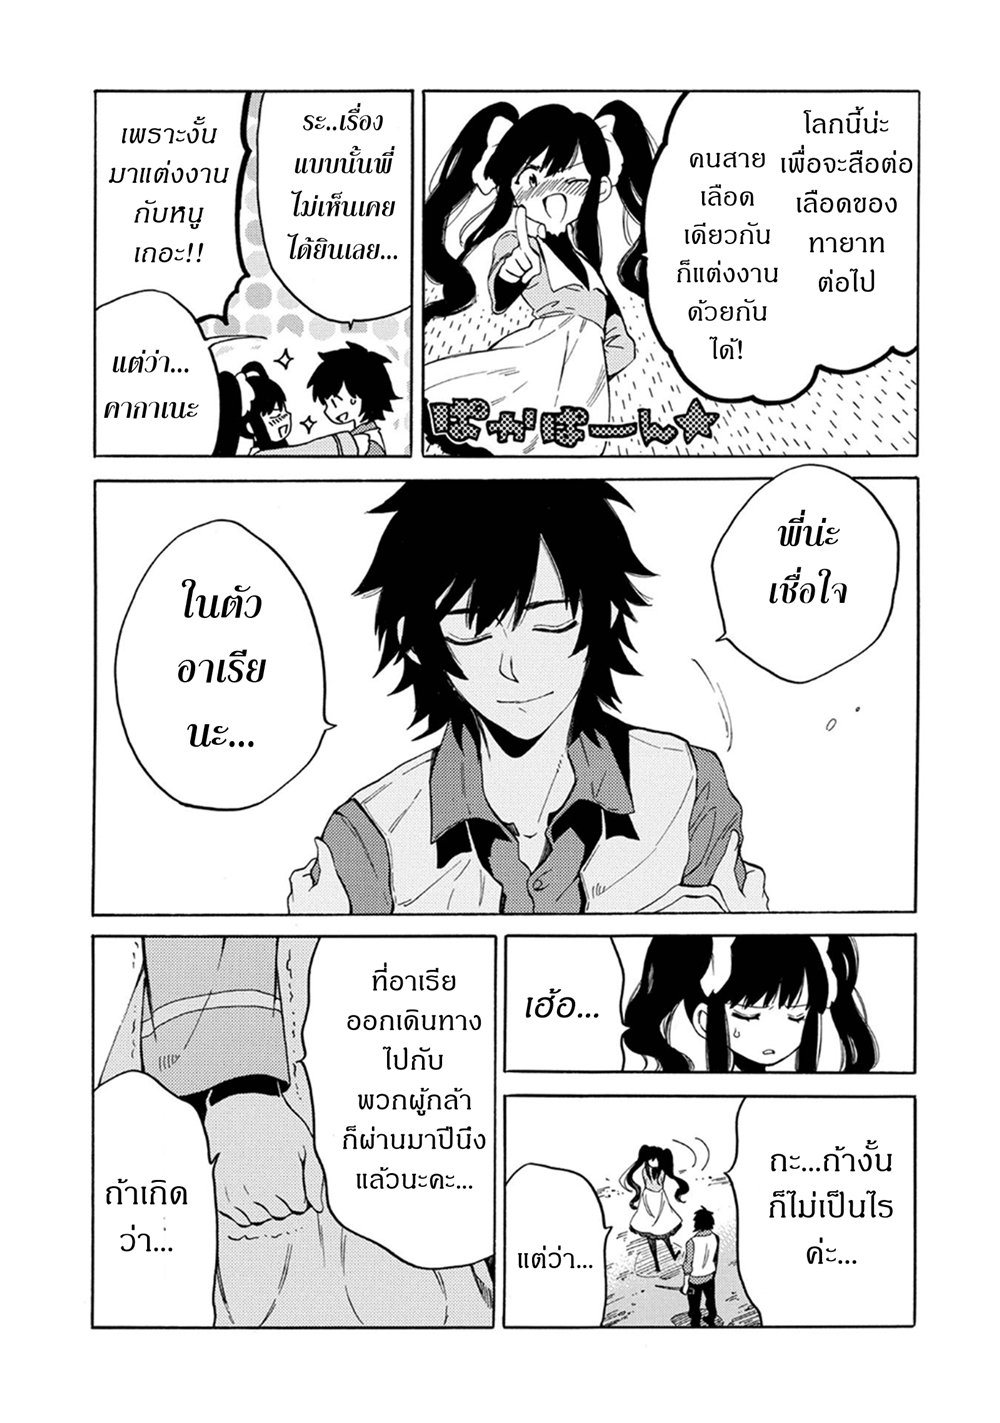 โลกนี้น่ะ
เพื่อจะสือต่อ
เลือดของ
ทายาท
ต่อไป
คนสาย
เลือด
เดียวกัน
ก็แต่งงาน
ด้วยกัน
ได้!
ぱかぱーん☆
ระ..เรื่อง
แบบนั้นพี่
ไม่เห็นเคย
ได้ยินเลย...
เพราะงั้น
มาแต่งงาน
กับหนู
เถอะ!!
แต่ว่า...
คากาเนะ
พี่น่ะ
เชื่อใจ
ในตัว
อาเรีย
นะ...
เฮ้อ...
ถะ...ถ้างั้น
ก็ไม่เป็นไร
ค่ะ...
แต่ว่า...
ที่อาเรีย
ออกเดินทาง
ไปกับ
พวกผู้กล้า
ก็ผ่านมาปีนึง
แล้วนะคะ...
ถ้าเกิด
ว่า...